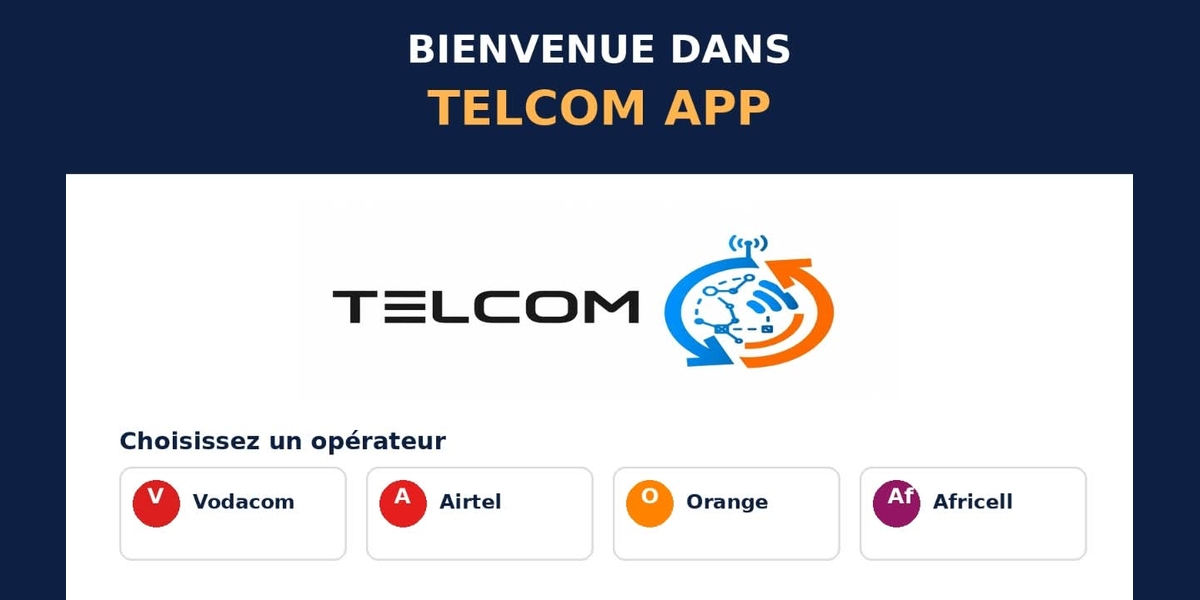 BIENVENUE DANS
TELCOM APP
TELCOM
Choisissez un opérateur
V Vodacom
A Airtel
O Orange
Af Africell